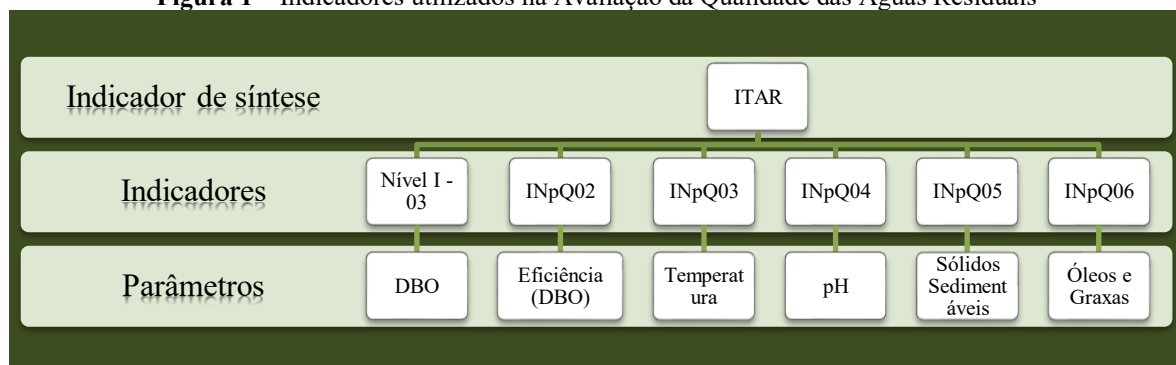 Figura 1 – Indicadores utilizados na Avaliação da Qualidade das Águas Residuais
Indicador de síntese
ITAR
Indicadores
Nível I -
03
INpQ02
INpQ03
INpQ04
INpQ05
INpQ06
Parâmetros
DBO
Eficiência
(DBO)
Temperat
ura
pH
Sólidos
Sediment
áveis
Óleos e
Graxas